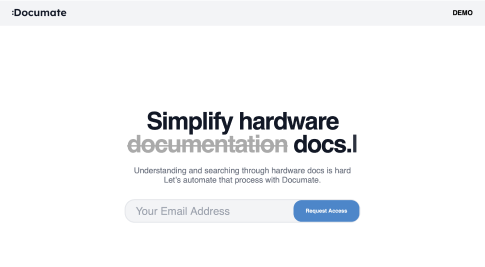 :Documate
DEMO
Simplify hardware
documentation docs.
Understanding and searching through hardware docs is hard
Let's automate that process with Documate.
Your Email Address
Request Access